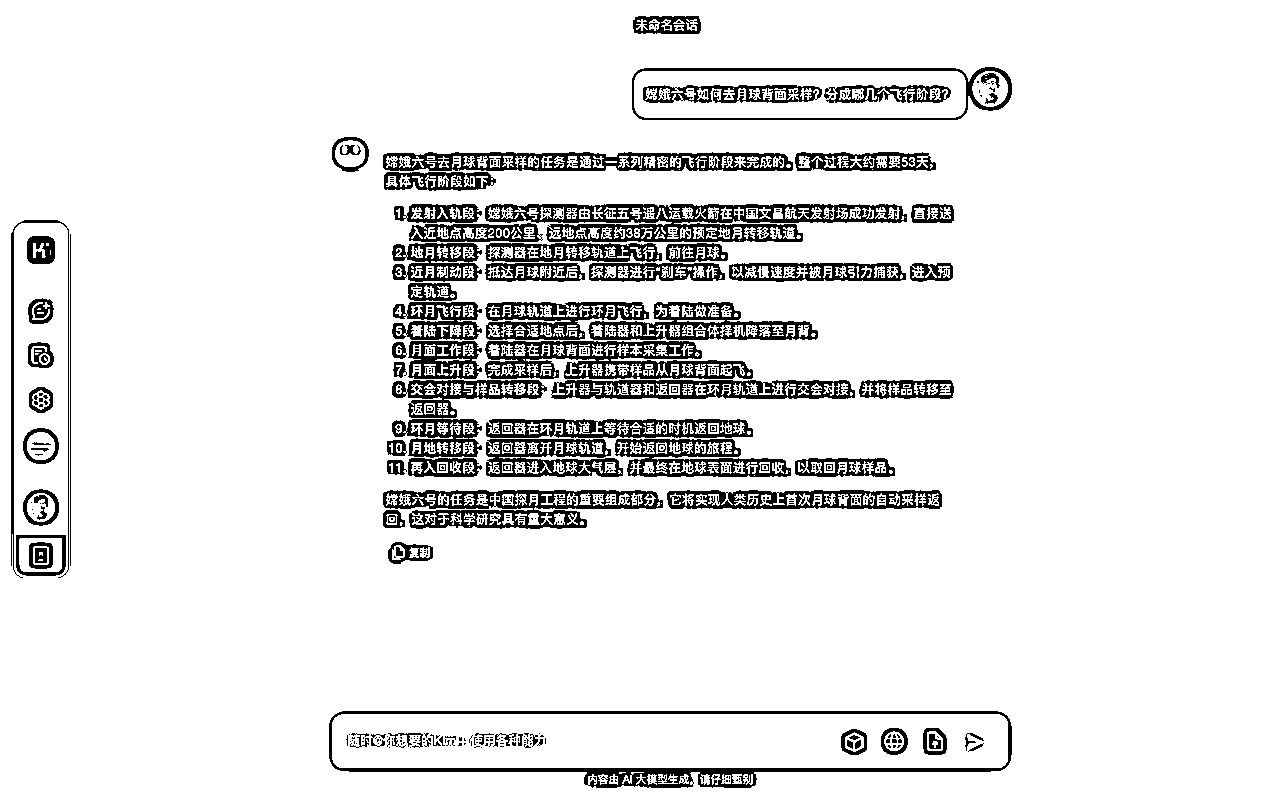 未命名会话
嫦娥六号如何去月球背面采样？分成哪几个飞行阶段？
嫦娥六号去月球背面采样的任务是通过一系列精密的飞行阶段来完成的。整个过程大约需要53天，
具体飞行阶段如下：
1. 发射入轨段：嫦娥六号探测器由长征五号遥八运载火箭在中国文昌航天发射场成功发射，直接送
入近地点高度200公里、远地点高度约38万公里的预定地月转移轨道。
2. 地月转移段：探测器在地月转移轨道上飞行，前往月球。
3. 近月制动段：抵达月球附近后，探测器进行“刹车”操作，以减慢速度并被月球引力捕获，进入预
定轨道。
4. 环月飞行段：在月球轨道上进行环月飞行，为着陆做准备。
5. 着陆下降段：选择合适地点后，着陆器和上升器组合体择机降落至月背。
6. 月面工作段：着陆器在月球背面进行样本采集工作。
7. 月面上升段：完成采样后，上升器携带样品从月球背面起飞。
8. 交会对接与样品转移段：上升器与轨道器和返回器在环月轨道上进行交会对接，并将样品转移至
返回器。
9. 环月等待段：返回器在环月轨道上等待合适的时机返回地球。
10. 月地转移段：返回器离开月球轨道，开始返回地球的旅程。
11. 再入回收段：返回器进入地球大气层，并最终在地球表面进行回收，以取回月球样品。
嫦娥六号的任务是中国探月工程的重要组成部分，它将实现人类历史上首次月球背面的自动采样返
回，这对于科学研究具有重大意义。
复制
随时@你想要的Kimi+ 使用各种能力
内容由 AI 大模型生成，请仔细甄别